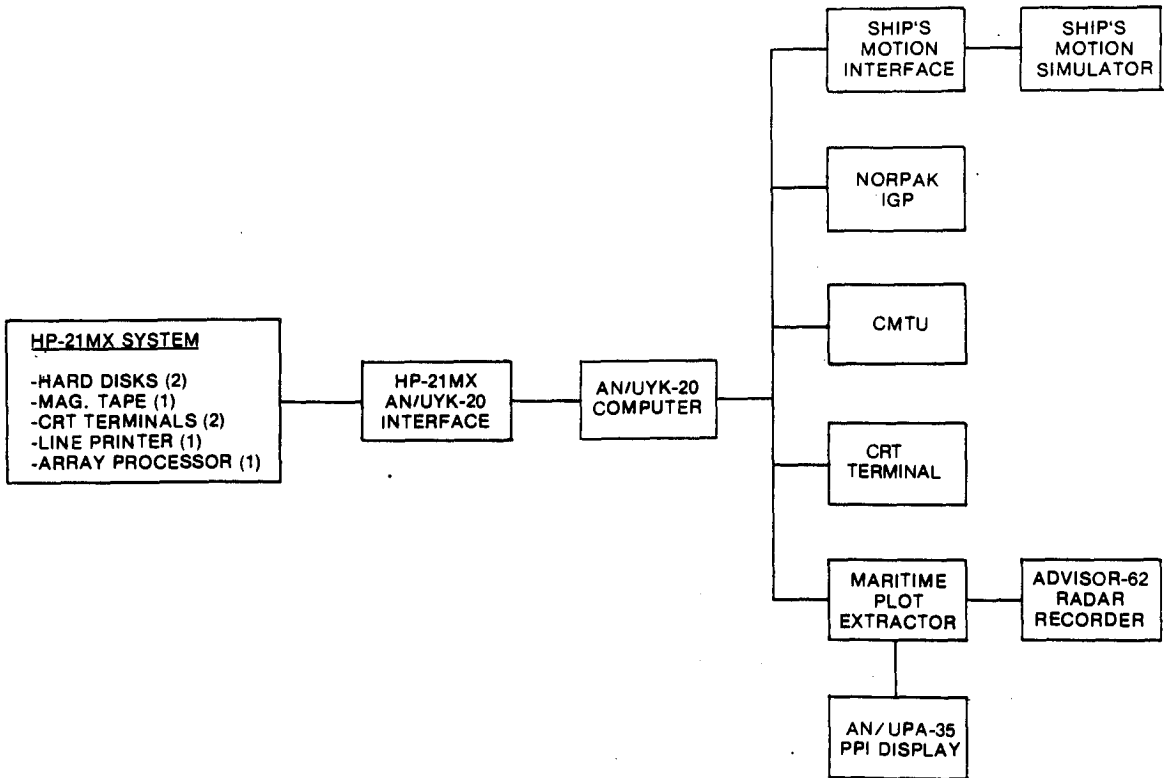 SHIP'S
MOTION
INTERFACE
SHIP'S
MOTION
SIMULATOR
NORPAK
IGP
CMTU
HP-21MX SYSTEM
-HARD DISKS (2)
-MAG. TAPE (1)
-CRT TERMINALS (2)
-LINE PRINTER (1)
-ARRAY PROCESSOR (1)
HP-21MX
AN/UYK-20
INTERFACE
AN/UYK-20
COMPUTER
CRT
TERMINAL
MARITIME
PLOT
EXTRACTOR
ADVISOR-62
RADAR
RECORDER
AN/UPA-35
PPI DISPLAY